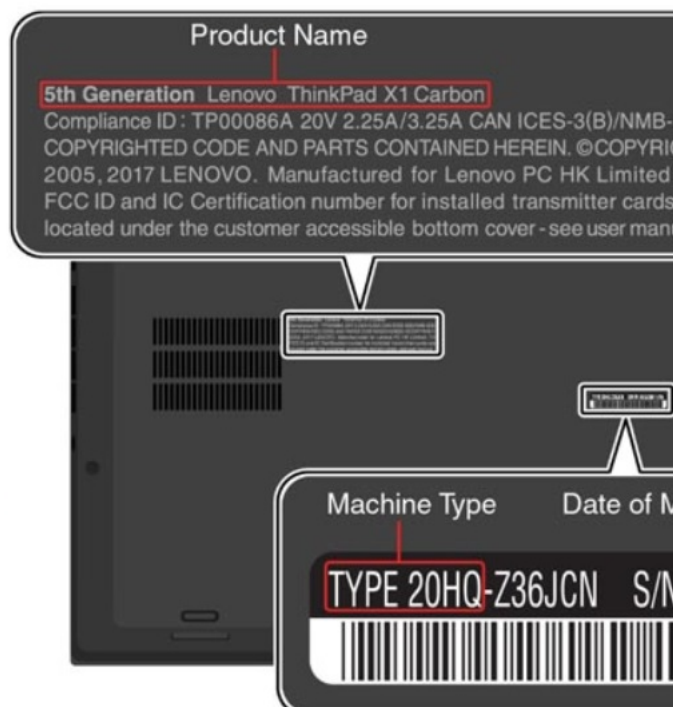 Product Name
5th Generation Lenovo ThinkPad X1 Carbon
Compliance ID : TP00086A 20V 2.25A/3.25A CAN ICES-3(B)/NMB-
COPYRIGHTED CODE AND PARTS CONTAINED HEREIN. ©COPYRIG
2005, 2017 LENOVO. Manufactured for Lenovo PC HK Limited
FCC ID and IC Certification number for installed transmitter cards
located under the customer accessible bottom cover - see user manu
Machine Type Date of M
TYPE 20HQ-Z36JCN S/N